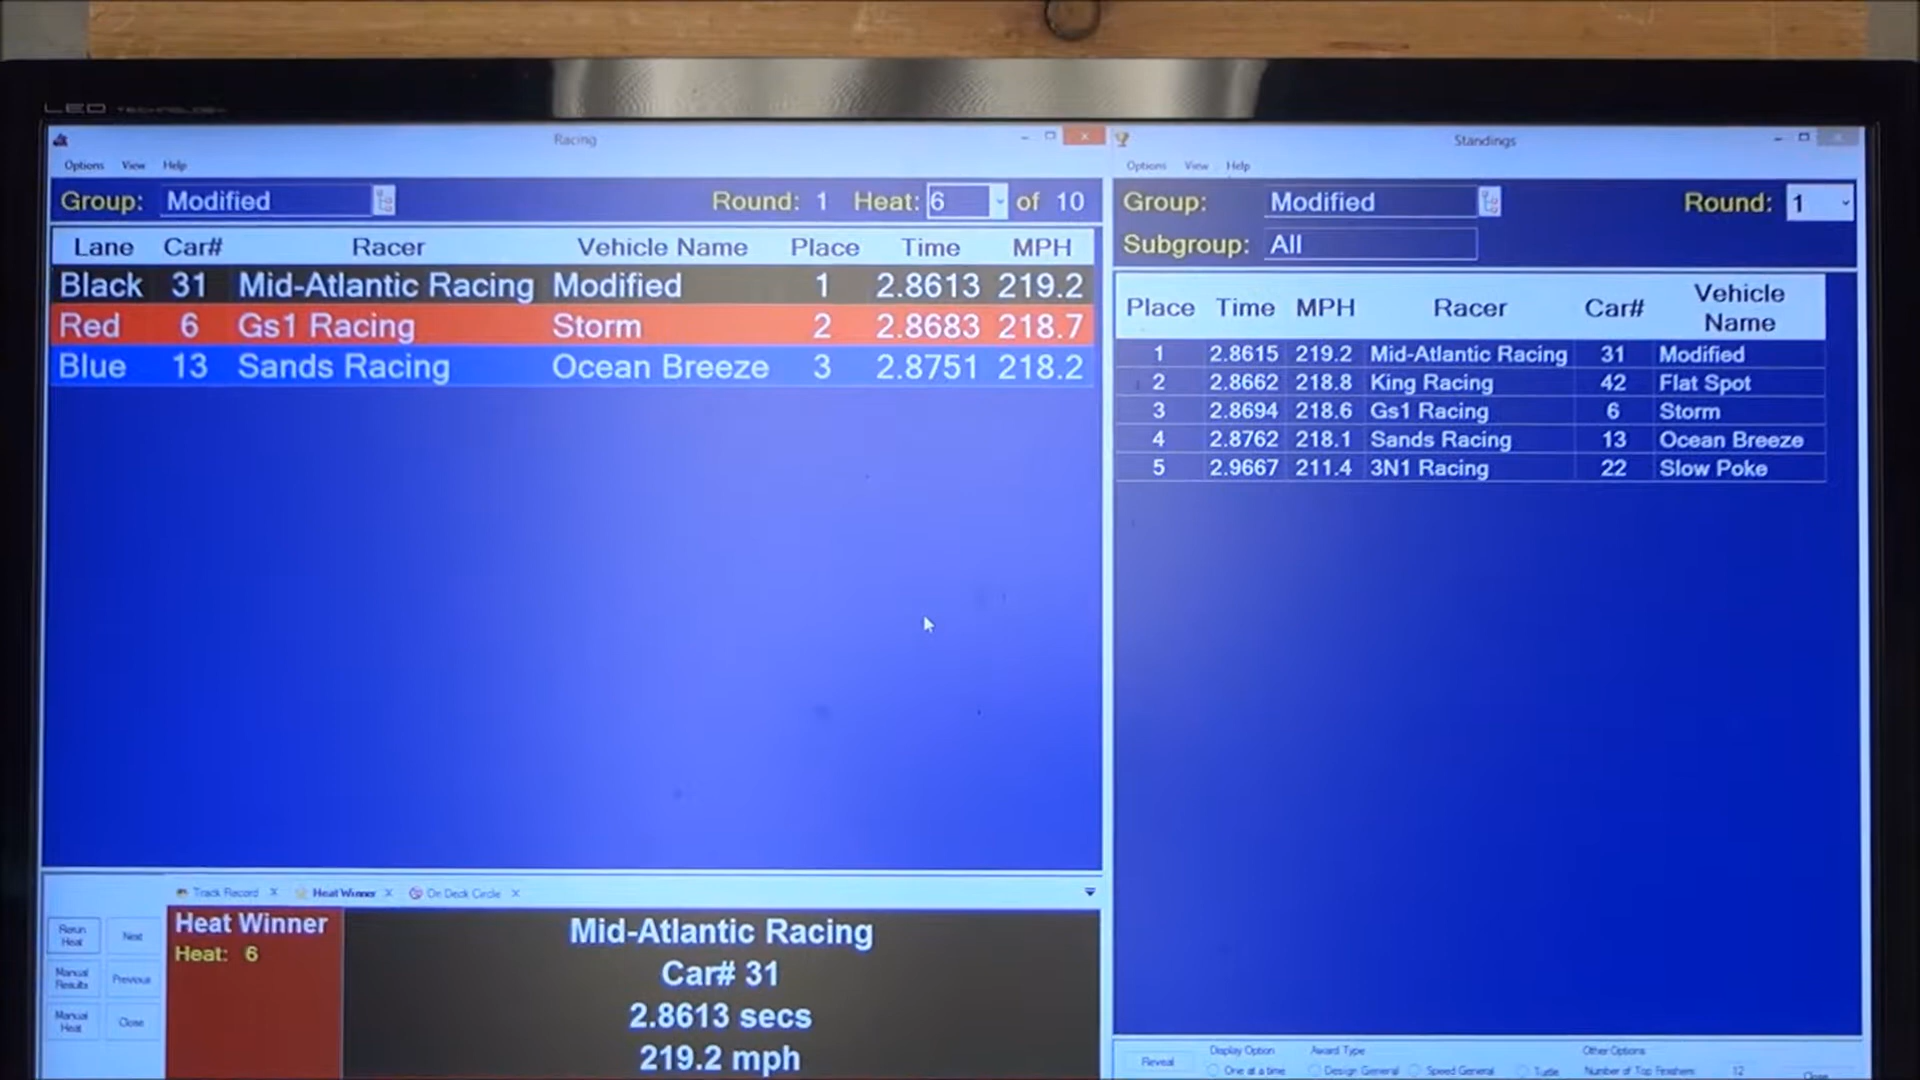 LED TECHNOLOGY
Racing
Options View Help
Group: Modified Round: 1 Heat: 6 of 10
Lane Car# Racer Vehicle Name Place Time MPH
Black 31 Mid-Atlantic Racing Modified 1 2.8613 219.2
Red 6 Gs1 Racing Storm 2 2.8683 218.7
Blue 13 Sands Racing Ocean Breeze 3 2.8751 218.2
Track Record Heat Winner On Deck Circle
Rerun Heat Next
Manual Results Previous
Manual Heat Close
Heat Winner
Heat: 6
Mid-Atlantic Racing
Car# 31
2.8613 secs
219.2 mph
Standings
Options View Help
Group: Modified Round: 1
Subgroup: All
Place Time MPH Racer Car# Vehicle Name
1 2.8615 219.2 Mid-Atlantic Racing 31 Modified
2 2.8662 218.8 King Racing 42 Flat Spot
3 2.8694 218.6 Gs1 Racing 6 Storm
4 2.8762 218.1 Sands Racing 13 Ocean Breeze
5 2.9667 211.4 3N1 Racing 22 Slow Poke
Display Option Award Type Other Options
Reveal One at a time Design General Speed General Turtle Number of Top Finishers 12 Close